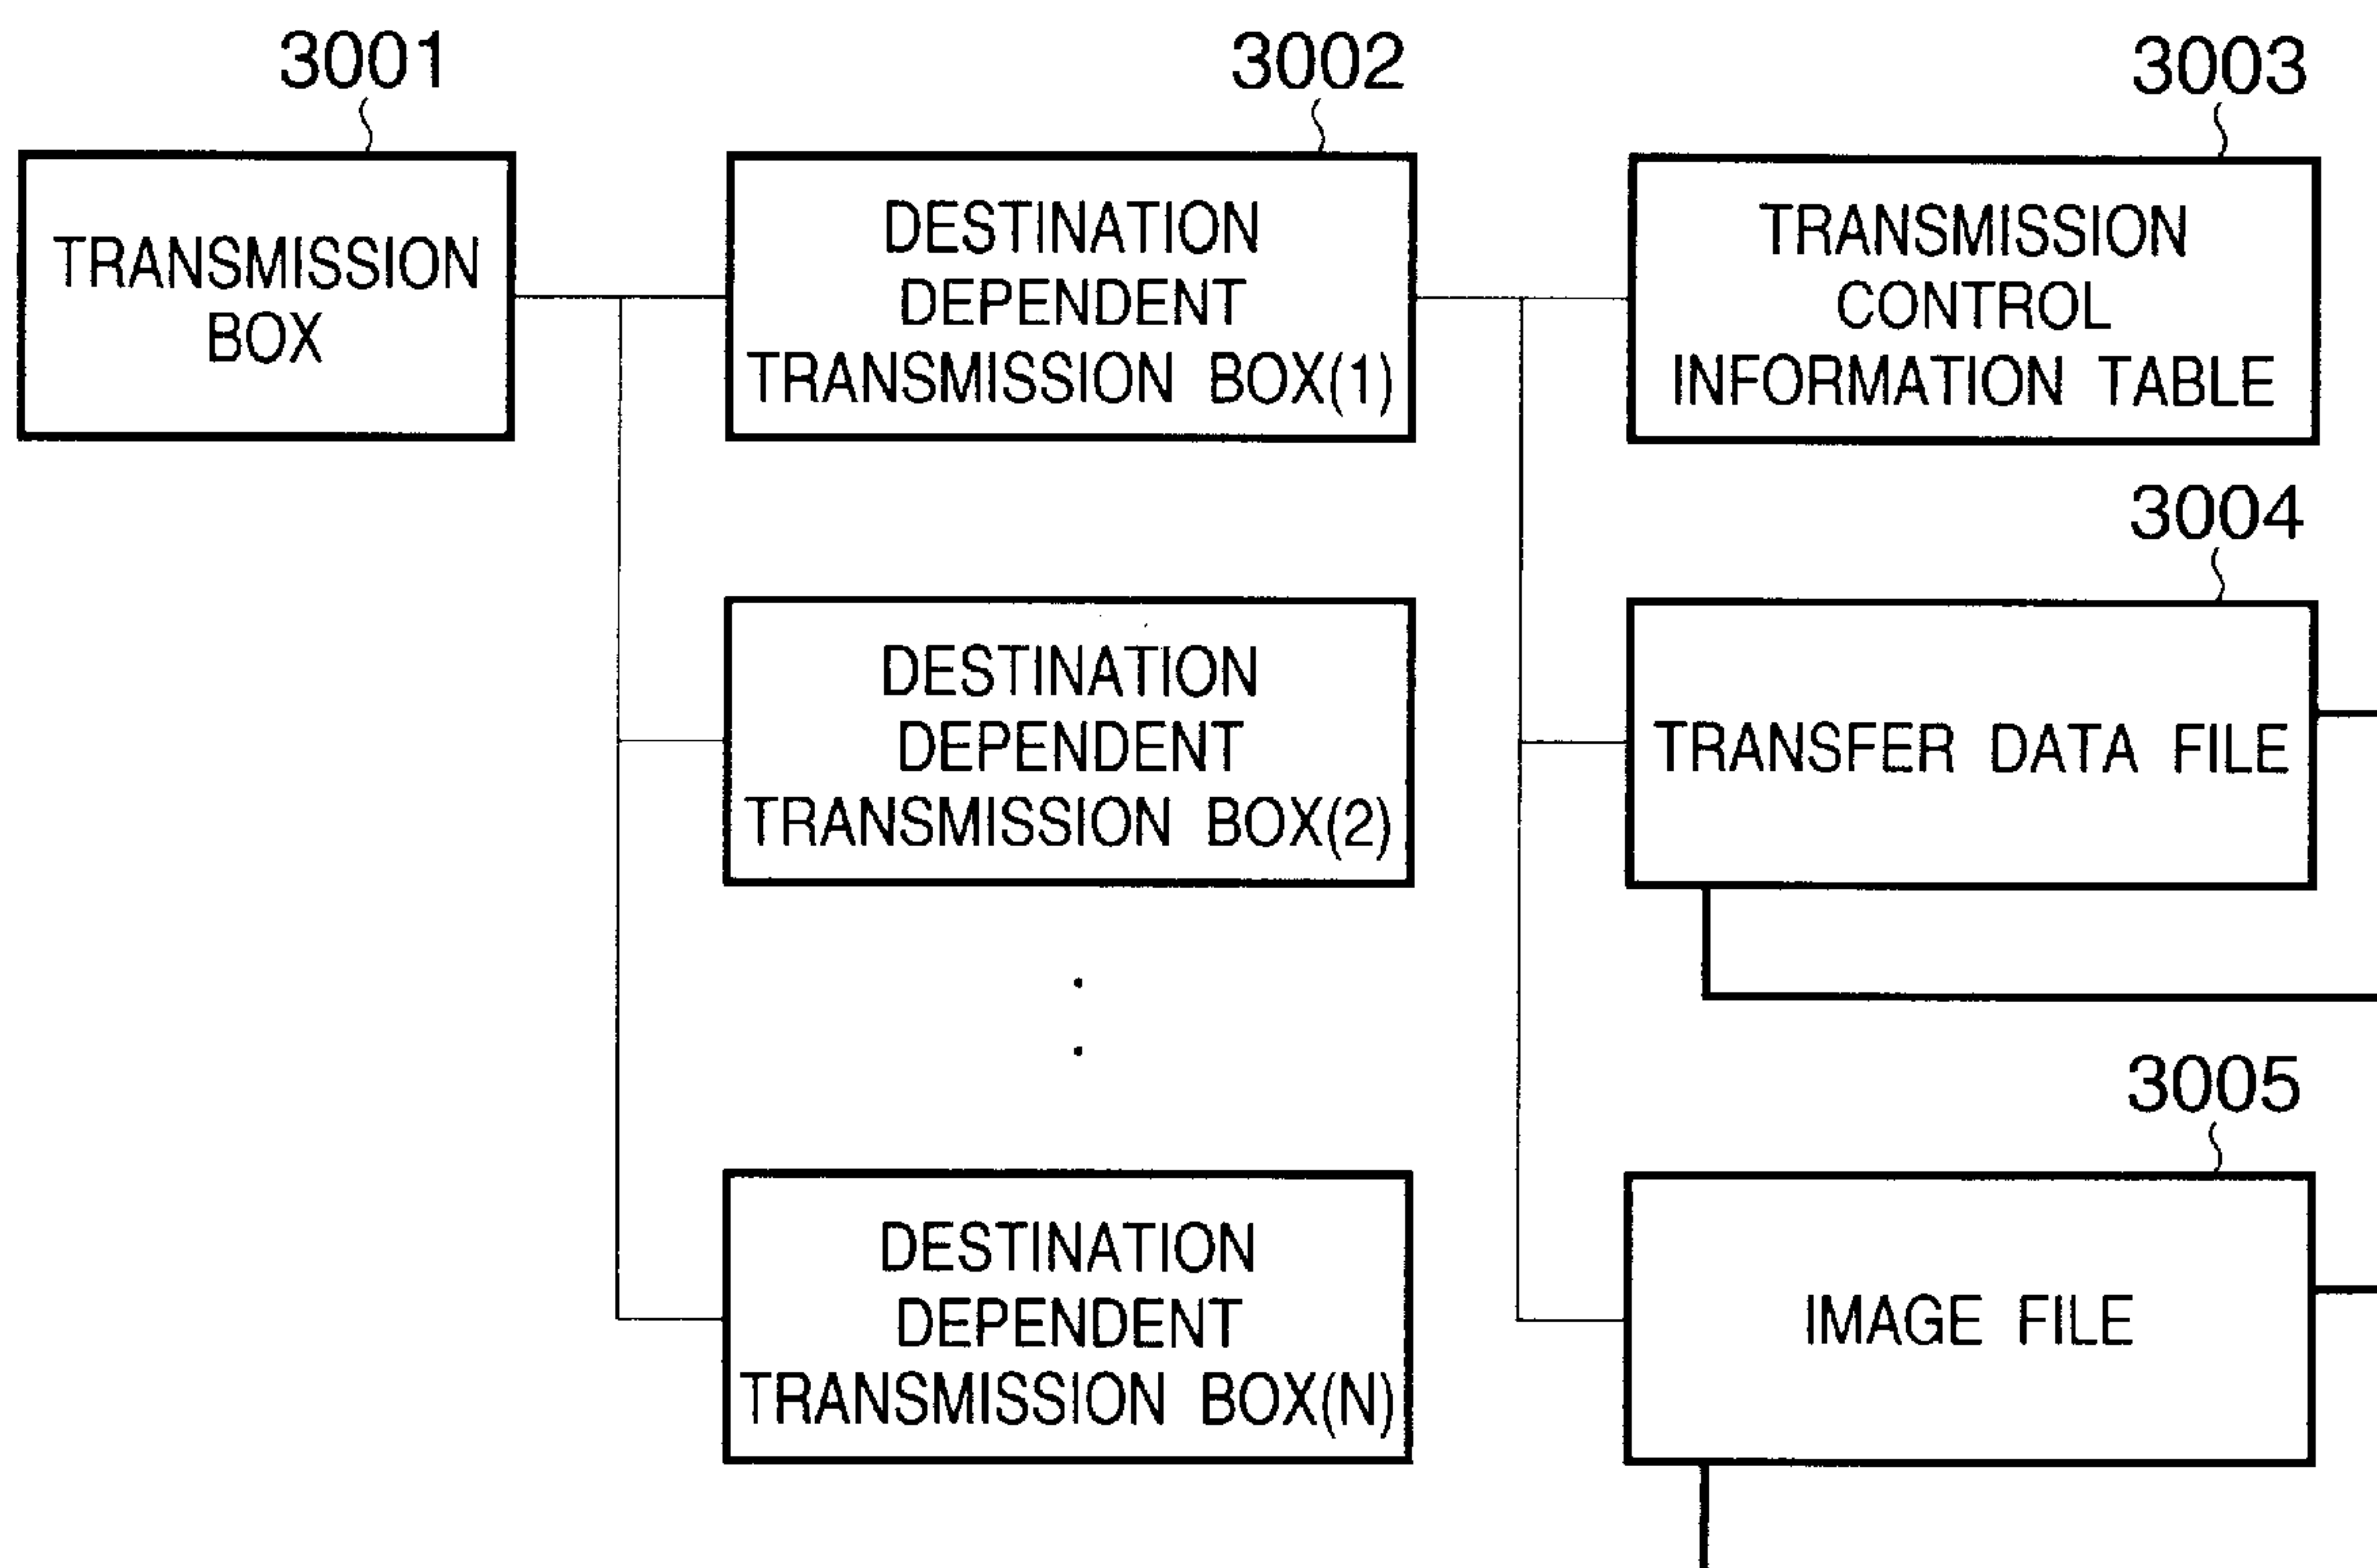 3001
3002
3003
TRANSMISSION
BOX
DESTINATION
DEPENDENT
TRANSMISSION BOX(1)
TRANSMISSION
CONTROL
INFORMATION TABLE
3004
DESTINATION
DEPENDENT
TRANSMISSION BOX(2)
TRANSFER DATA FILE
3005
DESTINATION
DEPENDENT
TRANSMISSION BOX(N)
IMAGE FILE